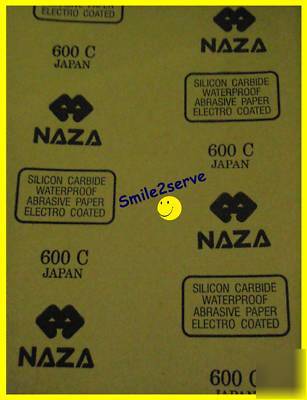 ELECTRO COATED
600 C
JAPAN
NAZA
SILICON CARBIDE
WATERPROOF
ABRASIVE PAPER
ELECTRO COATED
600 C
JAPAN
NAZA
NAZA
SILICON CARBIDE
WATERPROOF
ABRASIVE PAPER
ELECTRO COATED
600 C
JAPAN
NAZA
SILICON CARBIDE
WATERPROOF
ABRASIVE PAPER
ELECTRO COATED
600 C
JAPAN
Smile2serve